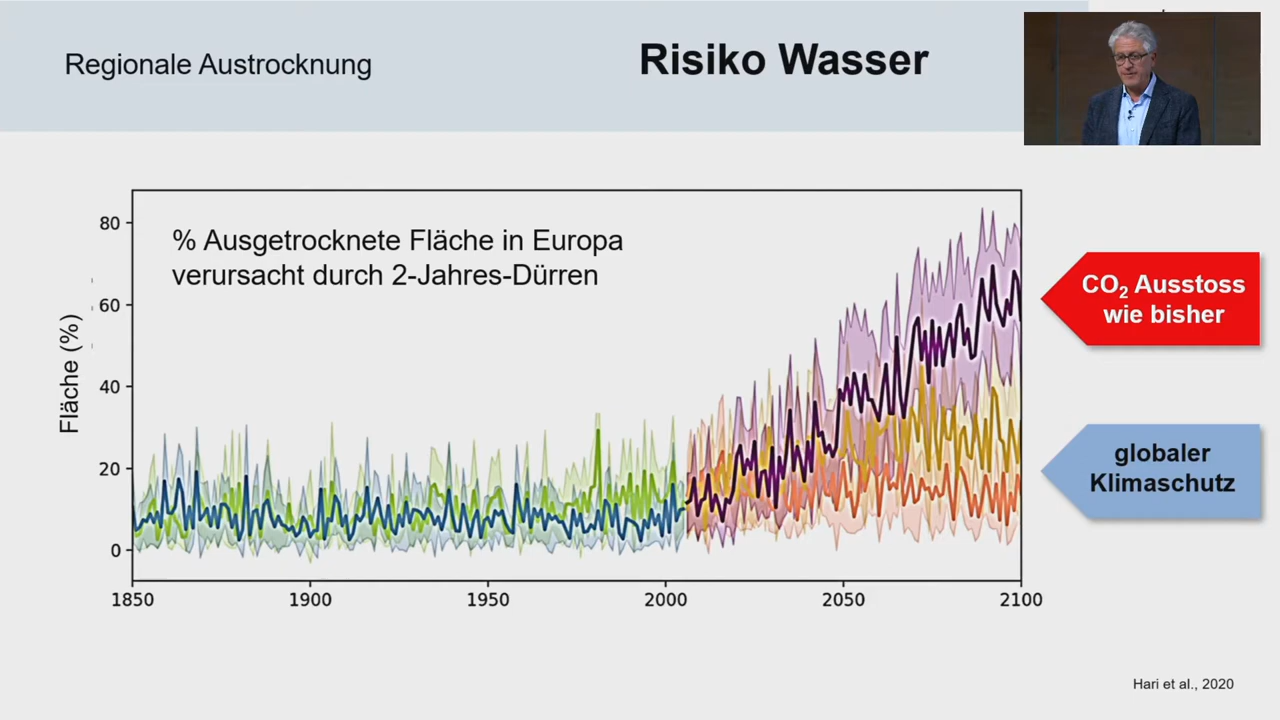 Regionale Austrocknung
Risiko Wasser
% Ausgetrocknete Fläche in Europa
verursacht durch 2-Jahres-Dürren
Fläche (%)
80
60
40
20
0
1850
1900
1950
2000
2050
2100
CO₂ Ausstoss
wie bisher
globaler
Klimaschutz
Hari et al., 2020